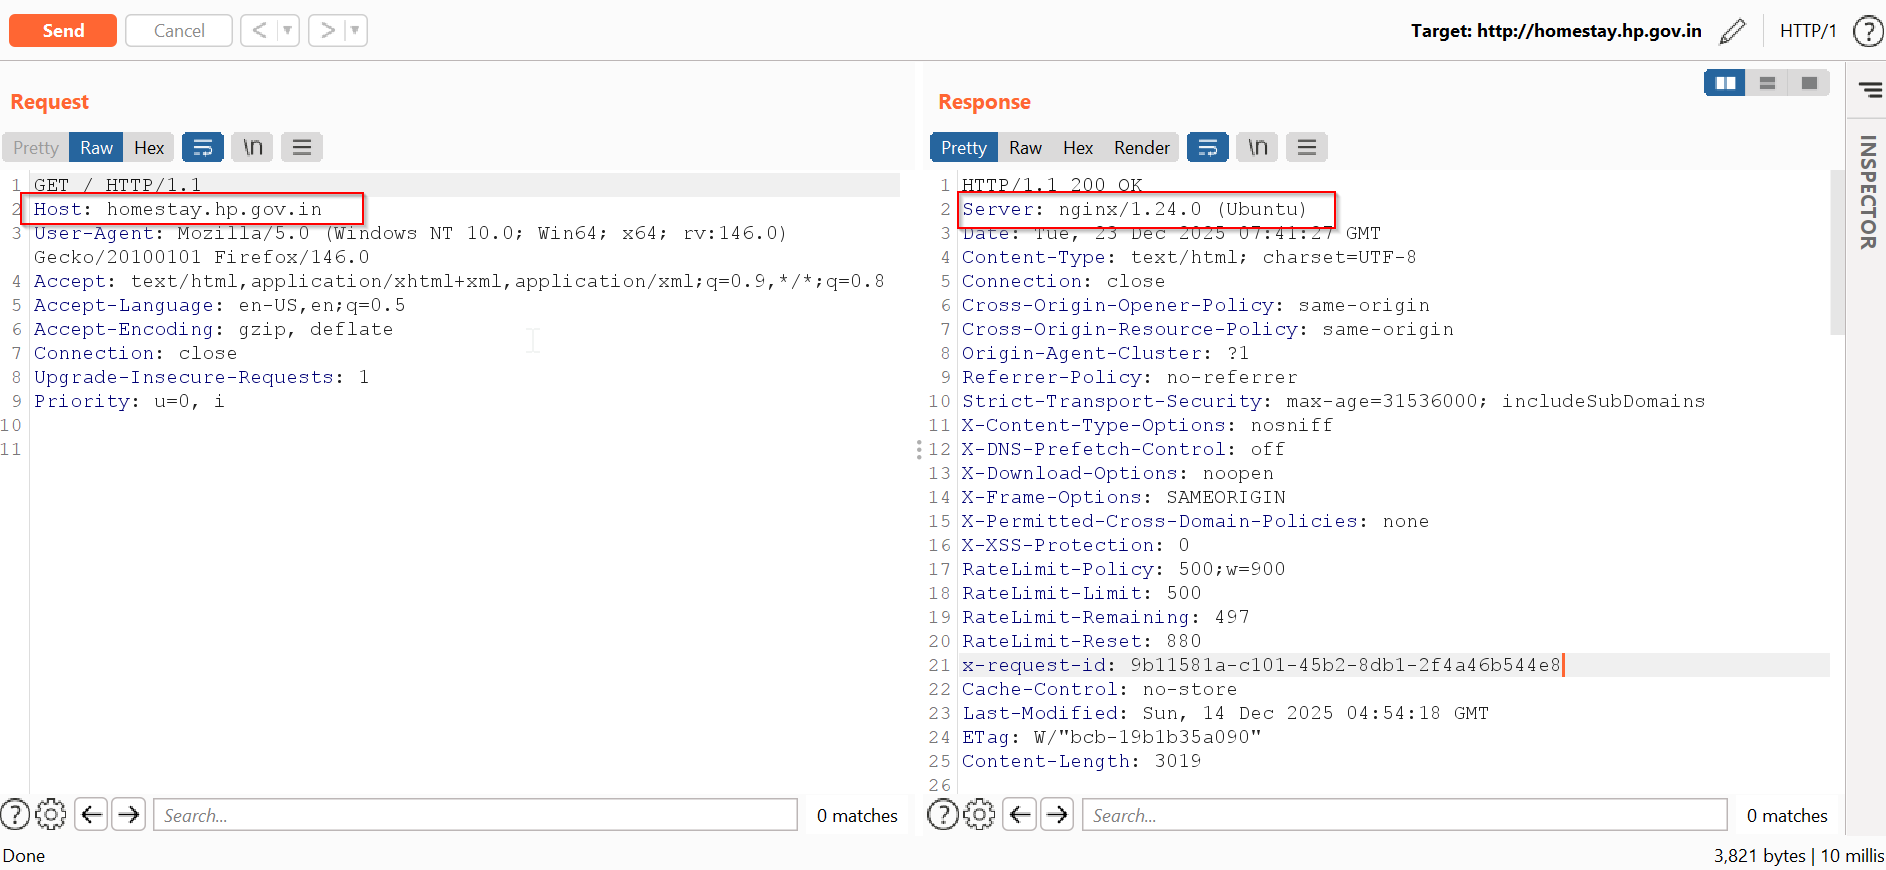 Send Cancel < > Target: http://homestay.hp.gov.in HTTP/1 ?
Request
Pretty Raw Hex \n
1 GET / HTTP/1.1
2 Host: homestay.hp.gov.in
3 User-Agent: Mozilla/5.0 (Windows NT 10.0; Win64; x64; rv:146.0)
Gecko/20100101 Firefox/146.0
4 Accept: text/html,application/xhtml+xml,application/xml;q=0.9,*/*;q=0.8
5 Accept-Language: en-US,en;q=0.5
6 Accept-Encoding: gzip, deflate
7 Connection: close
8 Upgrade-Insecure-Requests: 1
9 Priority: u=0, i
10
11
? Search... 0 matches
Response
Pretty Raw Hex Render \n
1 HTTP/1.1 200 OK
2 Server: nginx/1.24.0 (Ubuntu)
3 Date: Tue, 23 Dec 2025 07:41:27 GMT
4 Content-Type: text/html; charset=UTF-8
5 Connection: close
6 Cross-Origin-Opener-Policy: same-origin
7 Cross-Origin-Resource-Policy: same-origin
8 Origin-Agent-Cluster: ?1
9 Referrer-Policy: no-referrer
10 Strict-Transport-Security: max-age=31536000; includeSubDomains
11 X-Content-Type-Options: nosniff
12 X-DNS-Prefetch-Control: off
13 X-Download-Options: noopen
14 X-Frame-Options: SAMEORIGIN
15 X-Permitted-Cross-Domain-Policies: none
16 X-XSS-Protection: 0
17 RateLimit-Policy: 500;w=900
18 RateLimit-Limit: 500
19 RateLimit-Remaining: 497
20 RateLimit-Reset: 880
21 x-request-id: 9b11581a-c101-45b2-8db1-2f4a46b544e8
22 Cache-Control: no-store
23 Last-Modified: Sun, 14 Dec 2025 04:54:18 GMT
24 ETag: W/"bcb-19b1b35a090"
25 Content-Length: 3019
26
? Search... 0 matches
INSPECTOR
Done 3,821 bytes | 10 millis